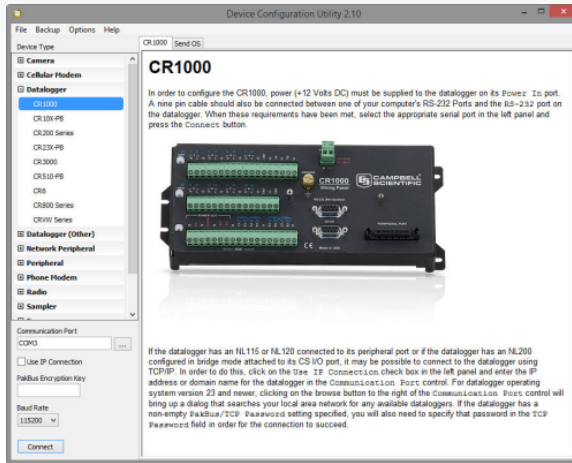 Device Configuration Utility 2.10
File Backup Options Help
Device Type
Camera
Cellular Modem
Datalogger
CR1000
CR10X-PB
CR200 Series
CR23X-PB
CR3000
CR510-PB
CR6
CR800 Series
CRVW Series
Datalogger (Other)
Network Peripheral
Peripheral
Phone Modem
Radio
Sampler
Communication Port
COM3
...
Use IP Connection
PakBus Encryption Key
Baud Rate
115200
Connect
CR1000 Send OS
CR1000
In order to configure the CR1000, power (+12 Volts DC) must be supplied to the datalogger on its Power In port.
A nine pin cable should also be connected between one of your computer's RS-232 Ports and the RS-232 port on
the datalogger. When these requirements have been met, select the appropriate serial port in the left panel and
press the Connect button.
CR1000
Wiring Panel
CAMPBELL
SCIENTIFIC
PERIPHERAL PORT
If the datalogger has an NL115 or NL120 connected to its peripheral port or if the datalogger has an NL200
configured in bridge mode attached to its CS I/O port, it may be possible to connect to the datalogger using
TCP/IP. In order to do this, click on the Use IP Connection check box in the left panel and enter the IP
address or domain name for the datalogger in the Communication Port control. For datalogger operating
system version 23 and newer, clicking on the browse button to the right of the Communication Port control will
bring up a dialog that searches your local area network for any available dataloggers. If the datalogger has a
non-empty PakBus/TCP Password setting specified, you will also need to specify that password in the TCP
Password field in order for the connection to succeed.